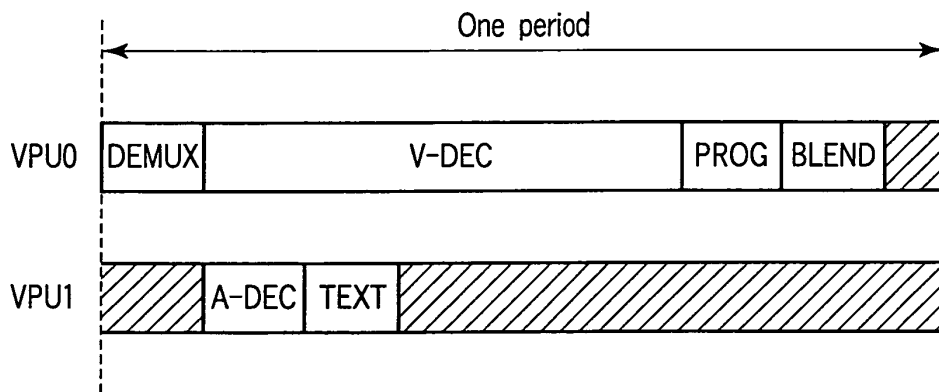 One period
VPU0 DEMUX V-DEC PROG BLEND
VPU1 A-DEC TEXT